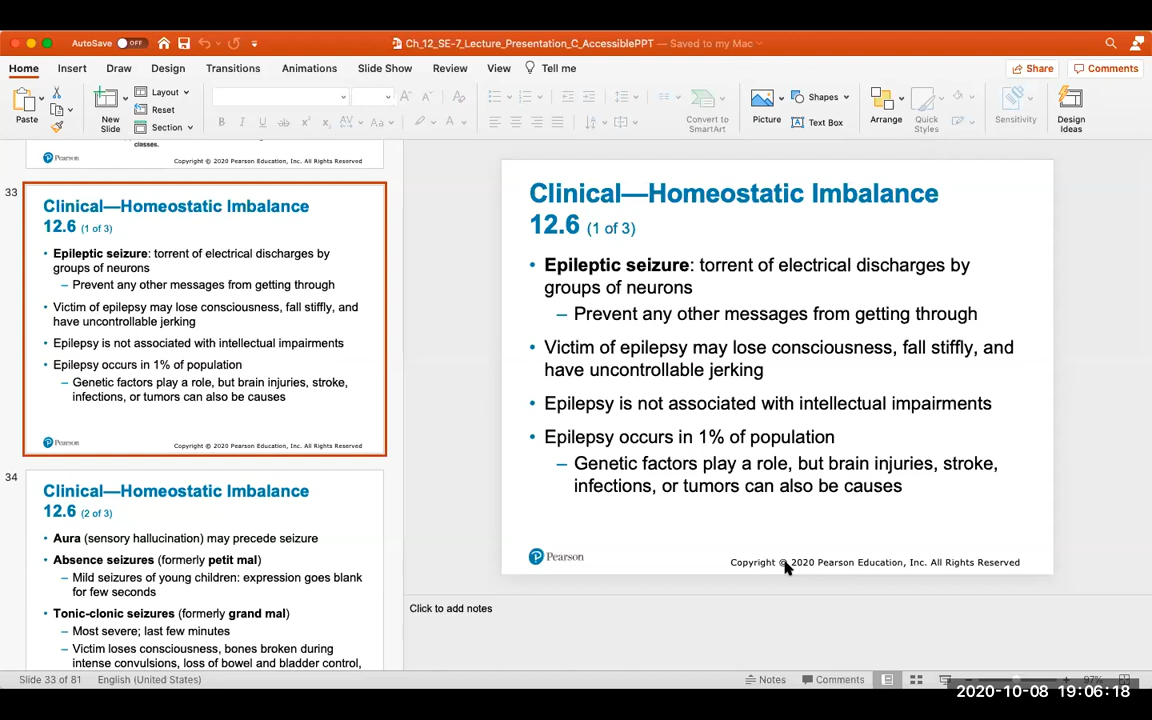 AutoSave OFF
Ch_12_SE-7_Lecture_Presentation_C_AccessiblePPT — Saved to my Mac
Home Insert Draw Design Transitions Animations Slide Show Review View Tell me Share Comments
Paste
New Slide
Layout
Reset
Section
Convert to SmartArt
Picture
Shapes
Text Box
Arrange
Quick Styles
Sensitivity
Design Ideas
classes.
Pearson
Copyright © 2020 Pearson Education, Inc. All Rights Reserved
33
Clinical—Homeostatic Imbalance
12.6 (1 of 3)
• Epileptic seizure: torrent of electrical discharges by
groups of neurons
– Prevent any other messages from getting through
• Victim of epilepsy may lose consciousness, fall stiffly, and
have uncontrollable jerking
• Epilepsy is not associated with intellectual impairments
• Epilepsy occurs in 1% of population
– Genetic factors play a role, but brain injuries, stroke,
infections, or tumors can also be causes
Pearson
Copyright © 2020 Pearson Education, Inc. All Rights Reserved
34
Clinical—Homeostatic Imbalance
12.6 (2 of 3)
• Aura (sensory hallucination) may precede seizure
• Absence seizures (formerly petit mal)
– Mild seizures of young children: expression goes blank
for few seconds
• Tonic-clonic seizures (formerly grand mal)
– Most severe; last few minutes
– Victim loses consciousness, bones broken during
intense convulsions, loss of bowel and bladder control,
Clinical—Homeostatic Imbalance
12.6 (1 of 3)
• Epileptic seizure: torrent of electrical discharges by
groups of neurons
– Prevent any other messages from getting through
• Victim of epilepsy may lose consciousness, fall stiffly, and
have uncontrollable jerking
• Epilepsy is not associated with intellectual impairments
• Epilepsy occurs in 1% of population
– Genetic factors play a role, but brain injuries, stroke,
infections, or tumors can also be causes
Pearson
Copyright © 2020 Pearson Education, Inc. All Rights Reserved
Click to add notes
Slide 33 of 81 English (United States) Notes Comments 97%
2020-10-08 19:06:18